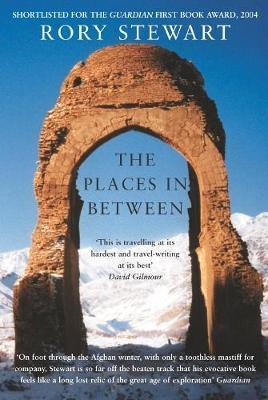 SHORTLISTED FOR THE GUARDIAN FIRST BOOK AWARD, 2004
RORY STEWART
THE
PLACES IN
BETWEEN
'This is travelling at its
hardest and travel-writing
at its best'
David Gilmour
'On foot through the Afghan winter, with only a toothless mastiff for
company, Stewart is so far off the beaten track that his evocative book
feels like a long lost relic of the great age of exploration' Guardian